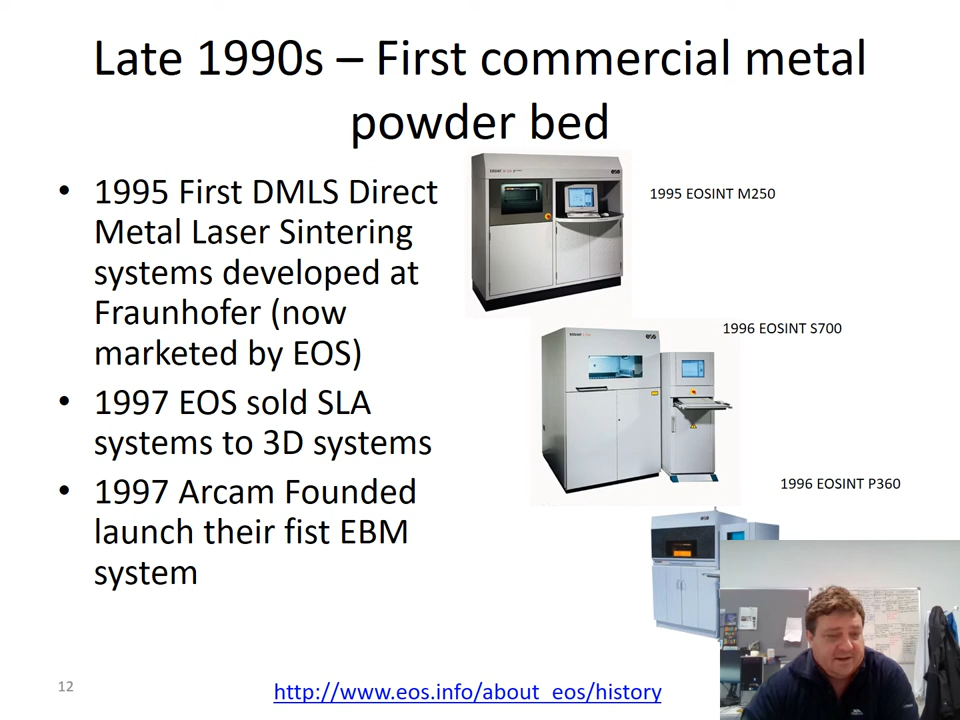 Late 1990s – First commercial metal
powder bed
• 1995 First DMLS Direct
Metal Laser Sintering
systems developed at
Fraunhofer (now
marketed by EOS)
• 1997 EOS sold SLA
systems to 3D systems
• 1997 Arcam Founded
launch their fist EBM
system
1995 EOSINT M250
1996 EOSINT S700
1996 EOSINT P360
12
http://www.eos.info/about_eos/history